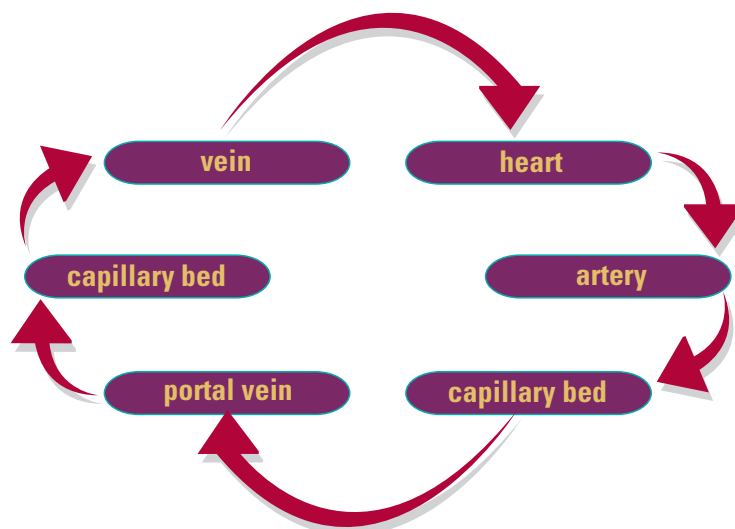 vein
heart
capillary bed
artery
portal vein
capillary bed